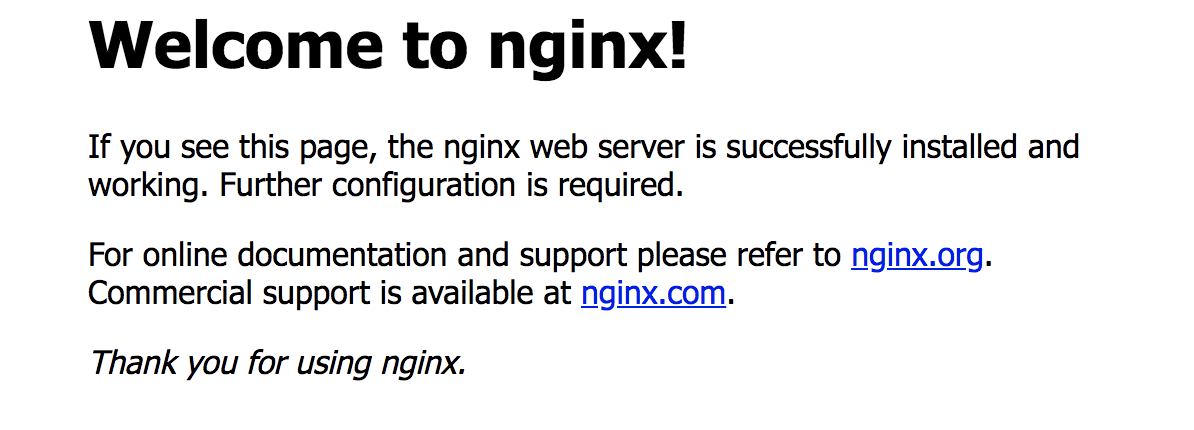 Welcome to nginx!
If you see this page, the nginx web server is successfully installed and
working. Further configuration is required.
For online documentation and support please refer to nginx.org.
Commercial support is available at nginx.com.
Thank you for using nginx.